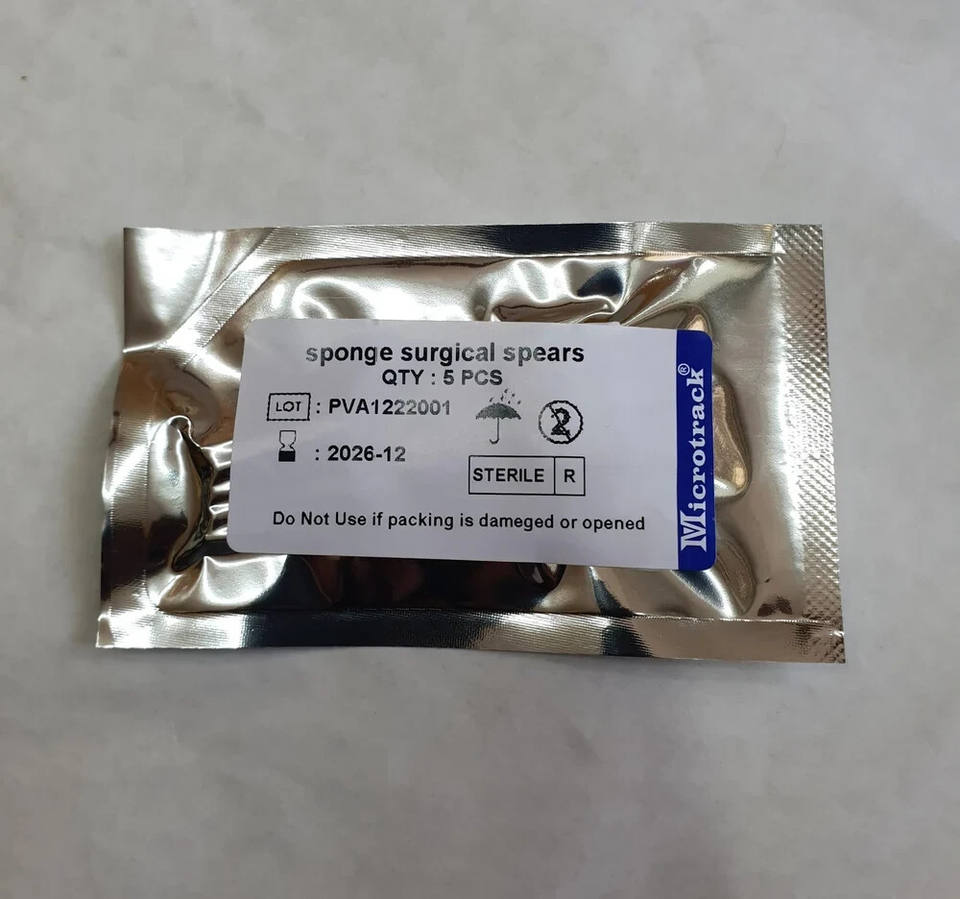 sponge surgical spears
QTY : 5 PCS
LOT : PVA1222001
2
: 2026-12
STERILE R
Do Not Use if packing is dameged or opened
Microtrack®